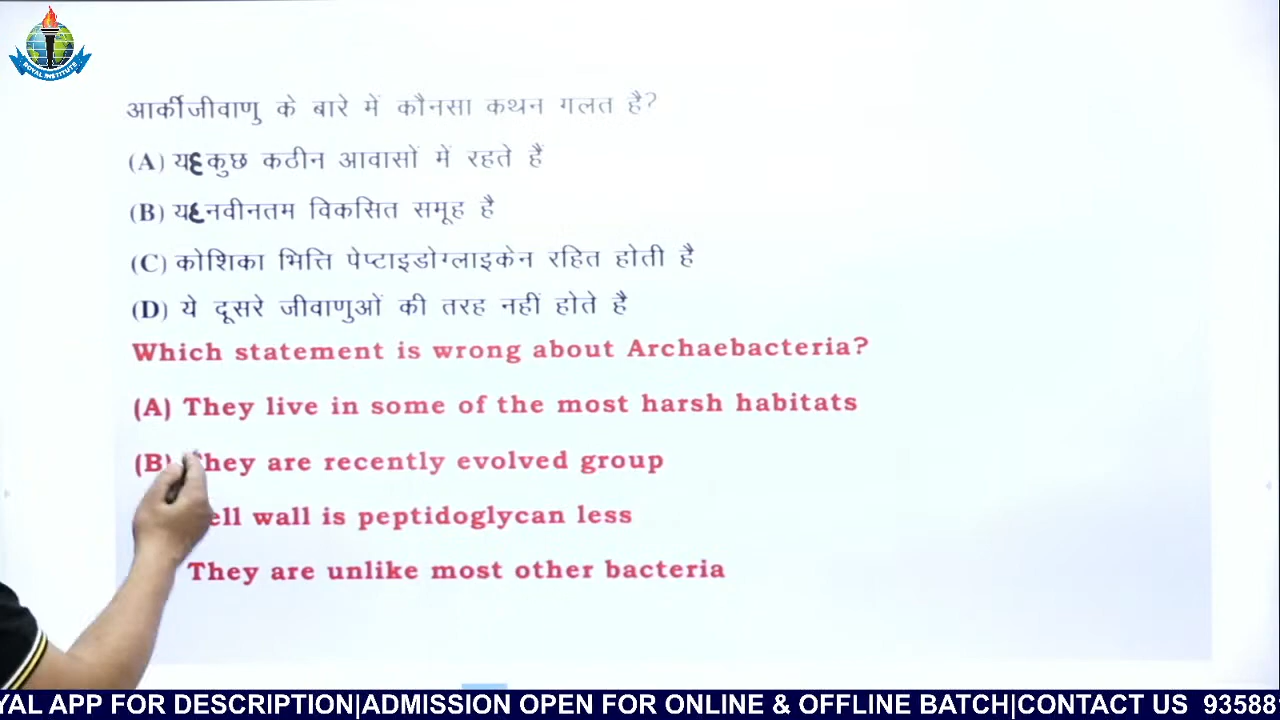 ROYAL INSTITUTE
आर्कीजीवाणु के बारे में कौनसा कथन गलत है?
(A) यह कुछ कठीन आवासों में रहते हैं
(B) यह नवीनतम विकसित समूह है
(C) कोशिका भित्ति पेप्टाइडोग्लाइकेन रहित होती है
(D) ये दूसरे जीवाणुओं की तरह नहीं होते है
Which statement is wrong about Archaebacteria?
(A) They live in some of the most harsh habitats
(B) They are recently evolved group
ell wall is peptidoglycan less
They are unlike most other bacteria
YAL APP FOR DESCRIPTION|ADMISSION OPEN FOR ONLINE & OFFLINE BATCH|CONTACT US 93588